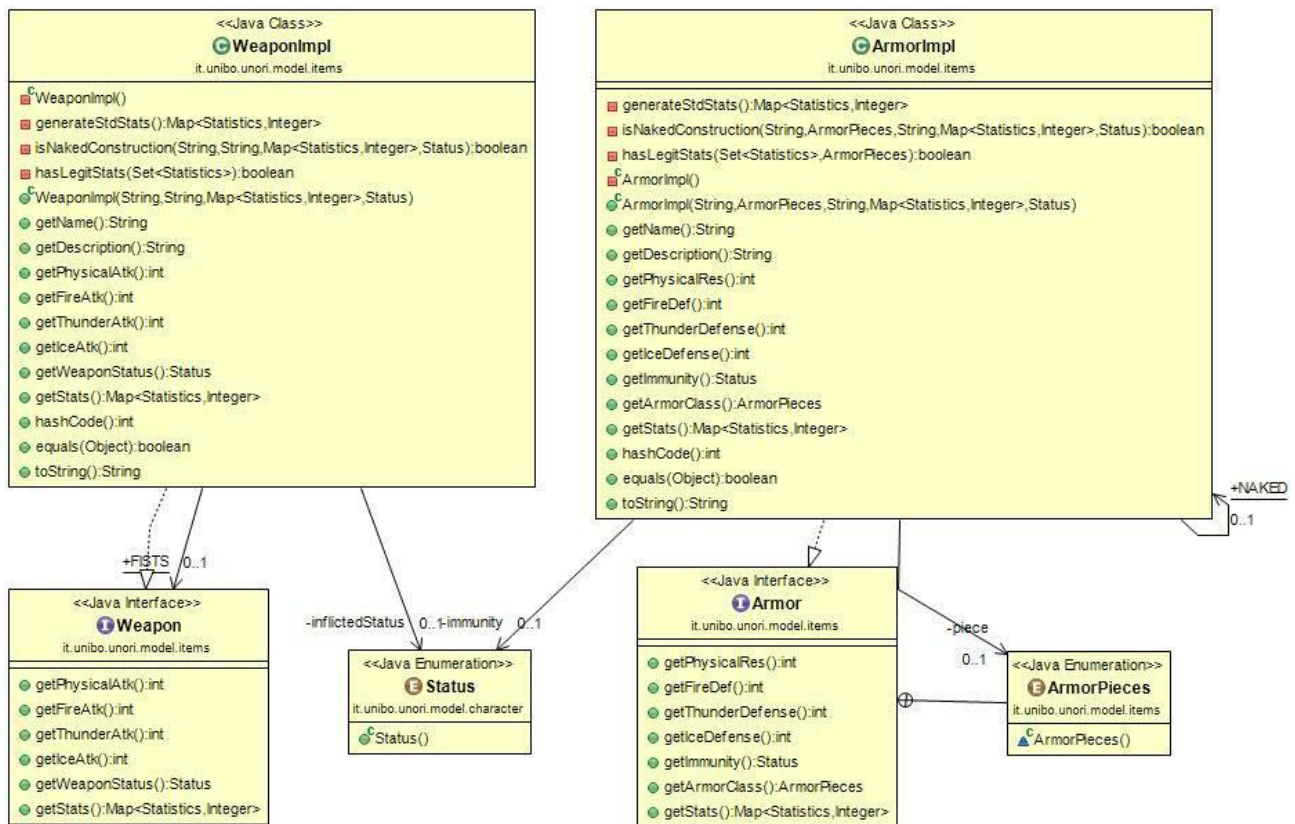 <<Java Class>>
WeaponImpl
it.unibo.unori.model.items
WeaponImpl()
generateStdStats():Map<Statistics,Integer>
isNakedConstruction(String,String,Map<Statistics,Integer>,Status):boolean
hasLegitStats(Set<Statistics>):boolean
WeaponImpl(String,String,Map<Statistics,Integer>,Status)
getName():String
getDescription():String
getPhysicalAtk():int
getFireAtk():int
getThunderAtk():int
getIceAtk():int
getWeaponStatus():Status
getStats():Map<Statistics,Integer>
hashCode():int
equals(Object):boolean
toString():String
<<Java Class>>
ArmorImpl
it.unibo.unori.model.items
generateStdStats():Map<Statistics,Integer>
isNakedConstruction(String,ArmorPieces,String,Map<Statistics,Integer>,Status):boolean
hasLegitStats(Set<Statistics>,ArmorPieces):boolean
ArmorImpl()
ArmorImpl(String,ArmorPieces,String,Map<Statistics,Integer>,Status)
getName():String
getDescription():String
getPhysicalRes():int
getFireDef():int
getThunderDefense():int
getIceDefense():int
getImmunity():Status
getArmorClass():ArmorPieces
getStats():Map<Statistics,Integer>
hashCode():int
equals(Object):boolean
toString():String
+NAKED
0..1
+FISTS 0..1
<<Java Interface>>
Weapon
it.unibo.unori.model.items
getPhysicalAtk():int
getFireAtk():int
getThunderAtk():int
getIceAtk():int
getWeaponStatus():Status
getStats():Map<Statistics,Integer>
-inflictedStatus 0..1
-immunity 0..1
<<Java Enumeration>>
Status
it.unibo.unori.model.character
Status()
<<Java Interface>>
Armor
it.unibo.unori.model.items
getPhysicalRes():int
getFireDef():int
getThunderDefense():int
getIceDefense():int
getImmunity():Status
getArmorClass():ArmorPieces
getStats():Map<Statistics,Integer>
-piece
0..1
<<Java Enumeration>>
ArmorPieces
it.unibo.unori.model.items
ArmorPieces()